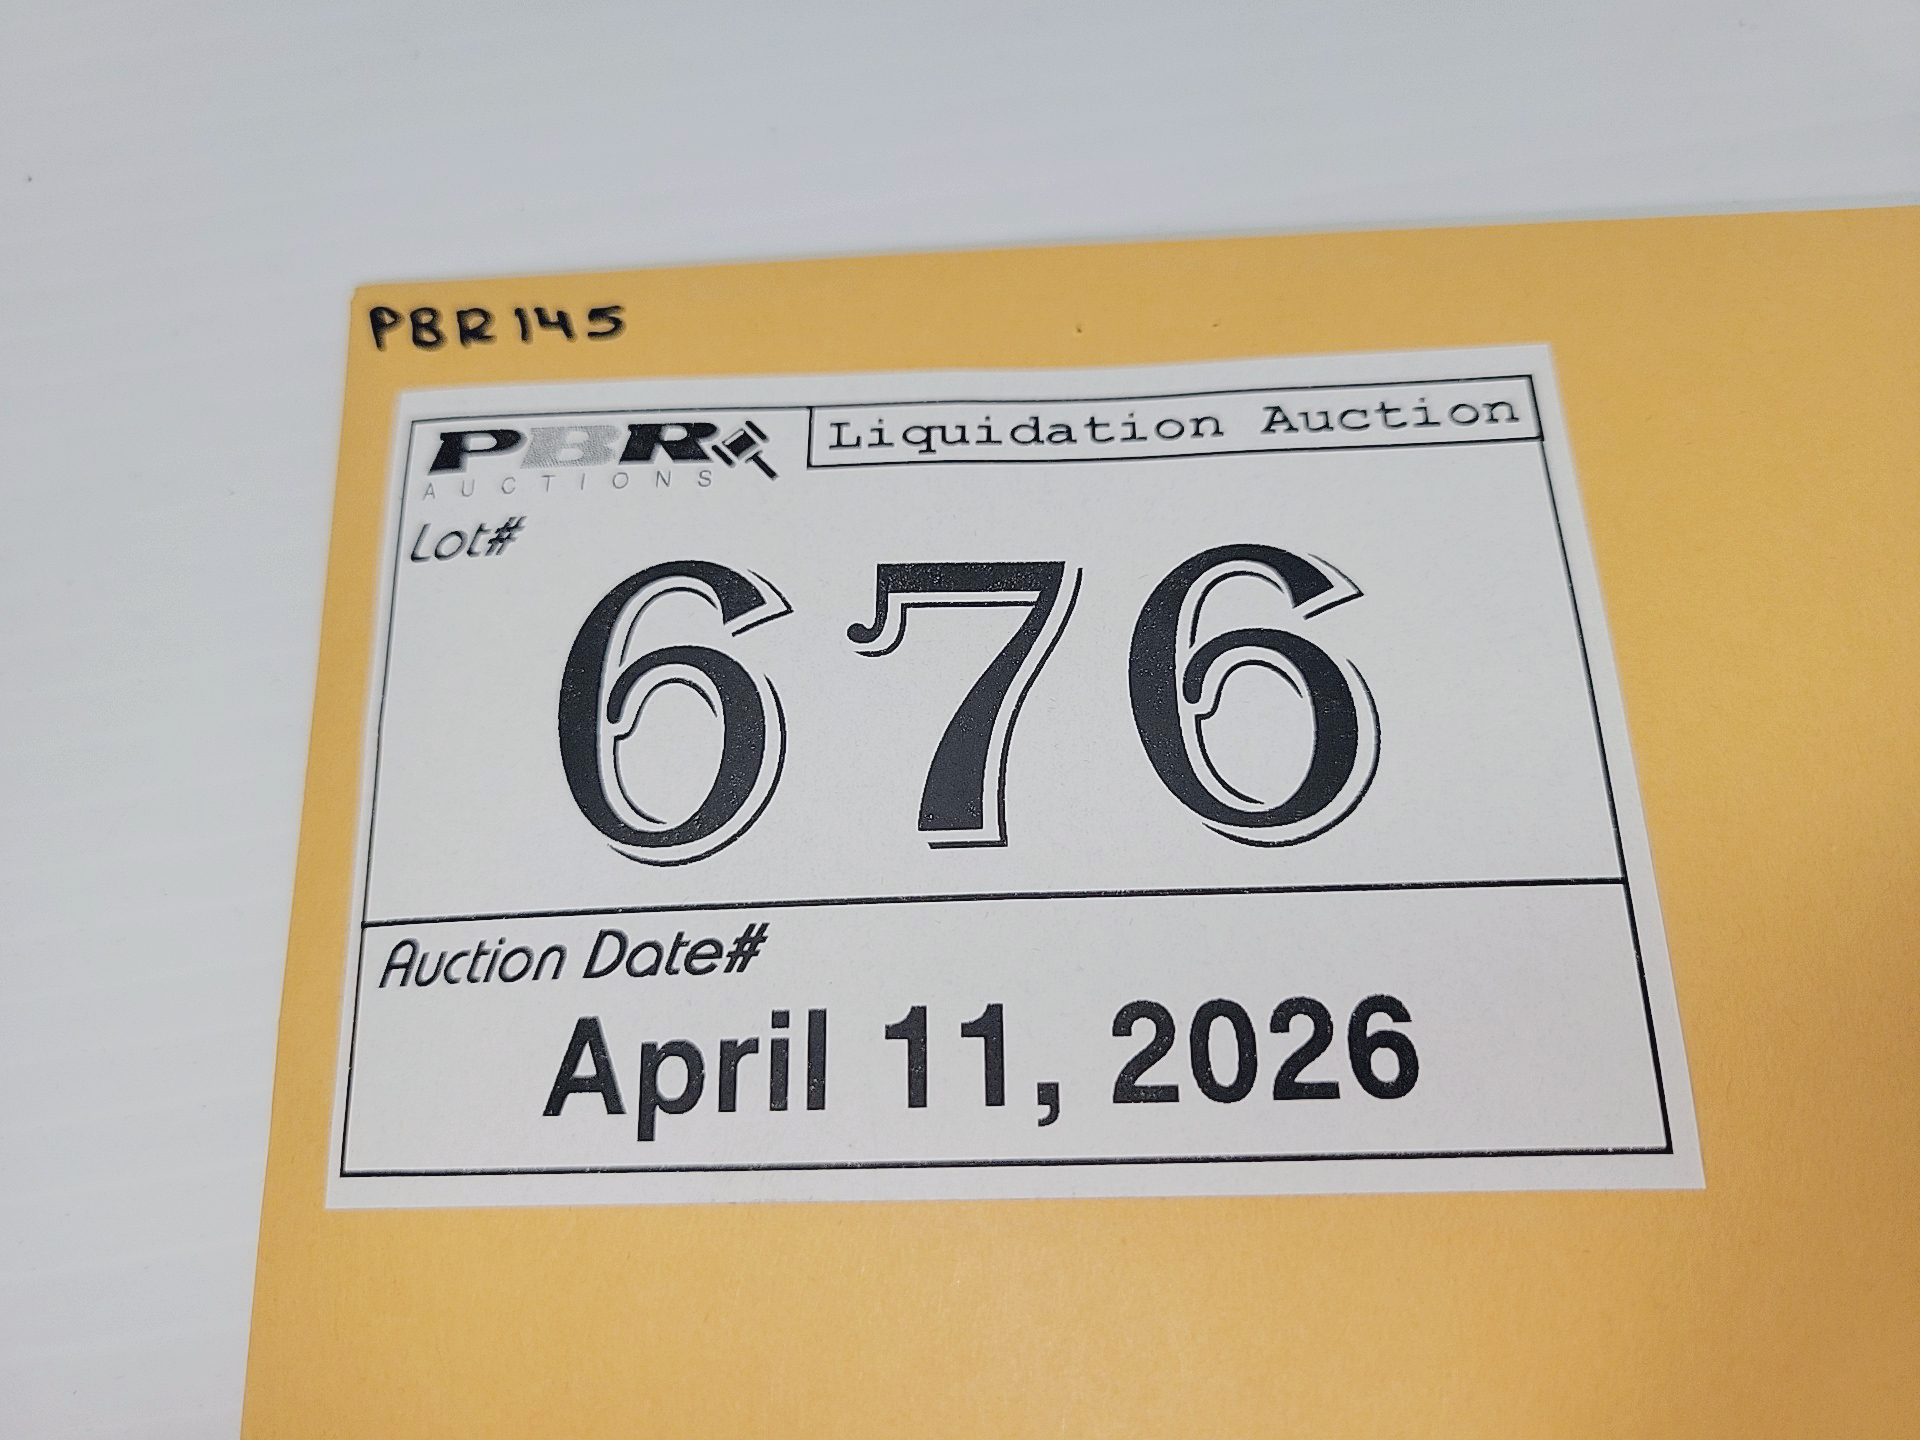 PBR145
PBR
AUCTIONS
Liquidation Auction
Lot#
676
Auction Date#
April 11, 2026